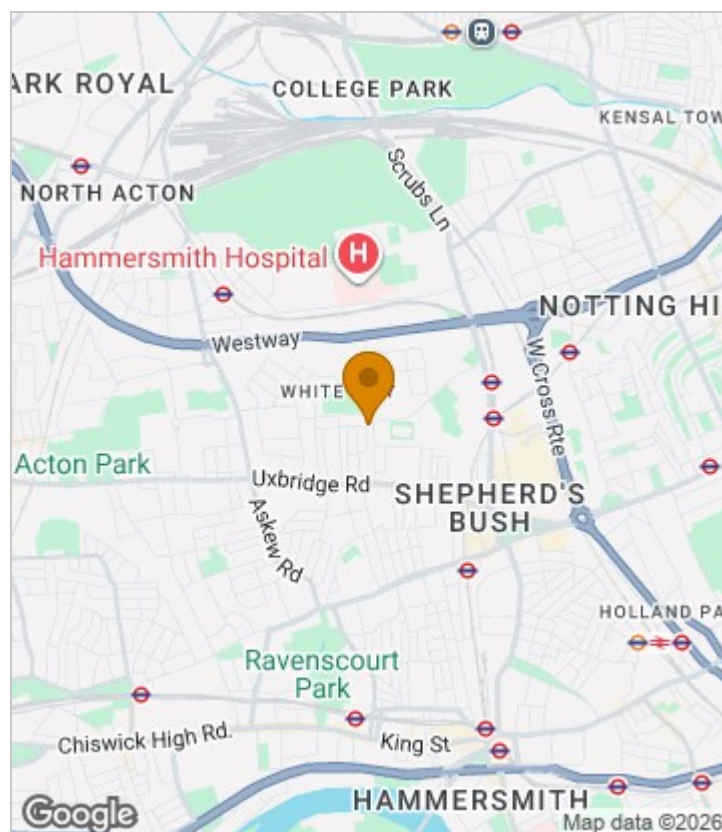 ARK ROYAL
COLLEGE PARK
KENSAL TOW
Scrubs Ln
NORTH ACTON
H
Hammersmith Hospital
NOTTING HI
Westway
WHITE
W Cross Rte
Acton Park
Uxbridge Rd
SHEPHERD'S
BUSH
Askew Rd
HOLLAND PA
Ravenscourt
Park
Chiswick High Rd.
King St
HAMMERSMITH
Google
Map data ©2026